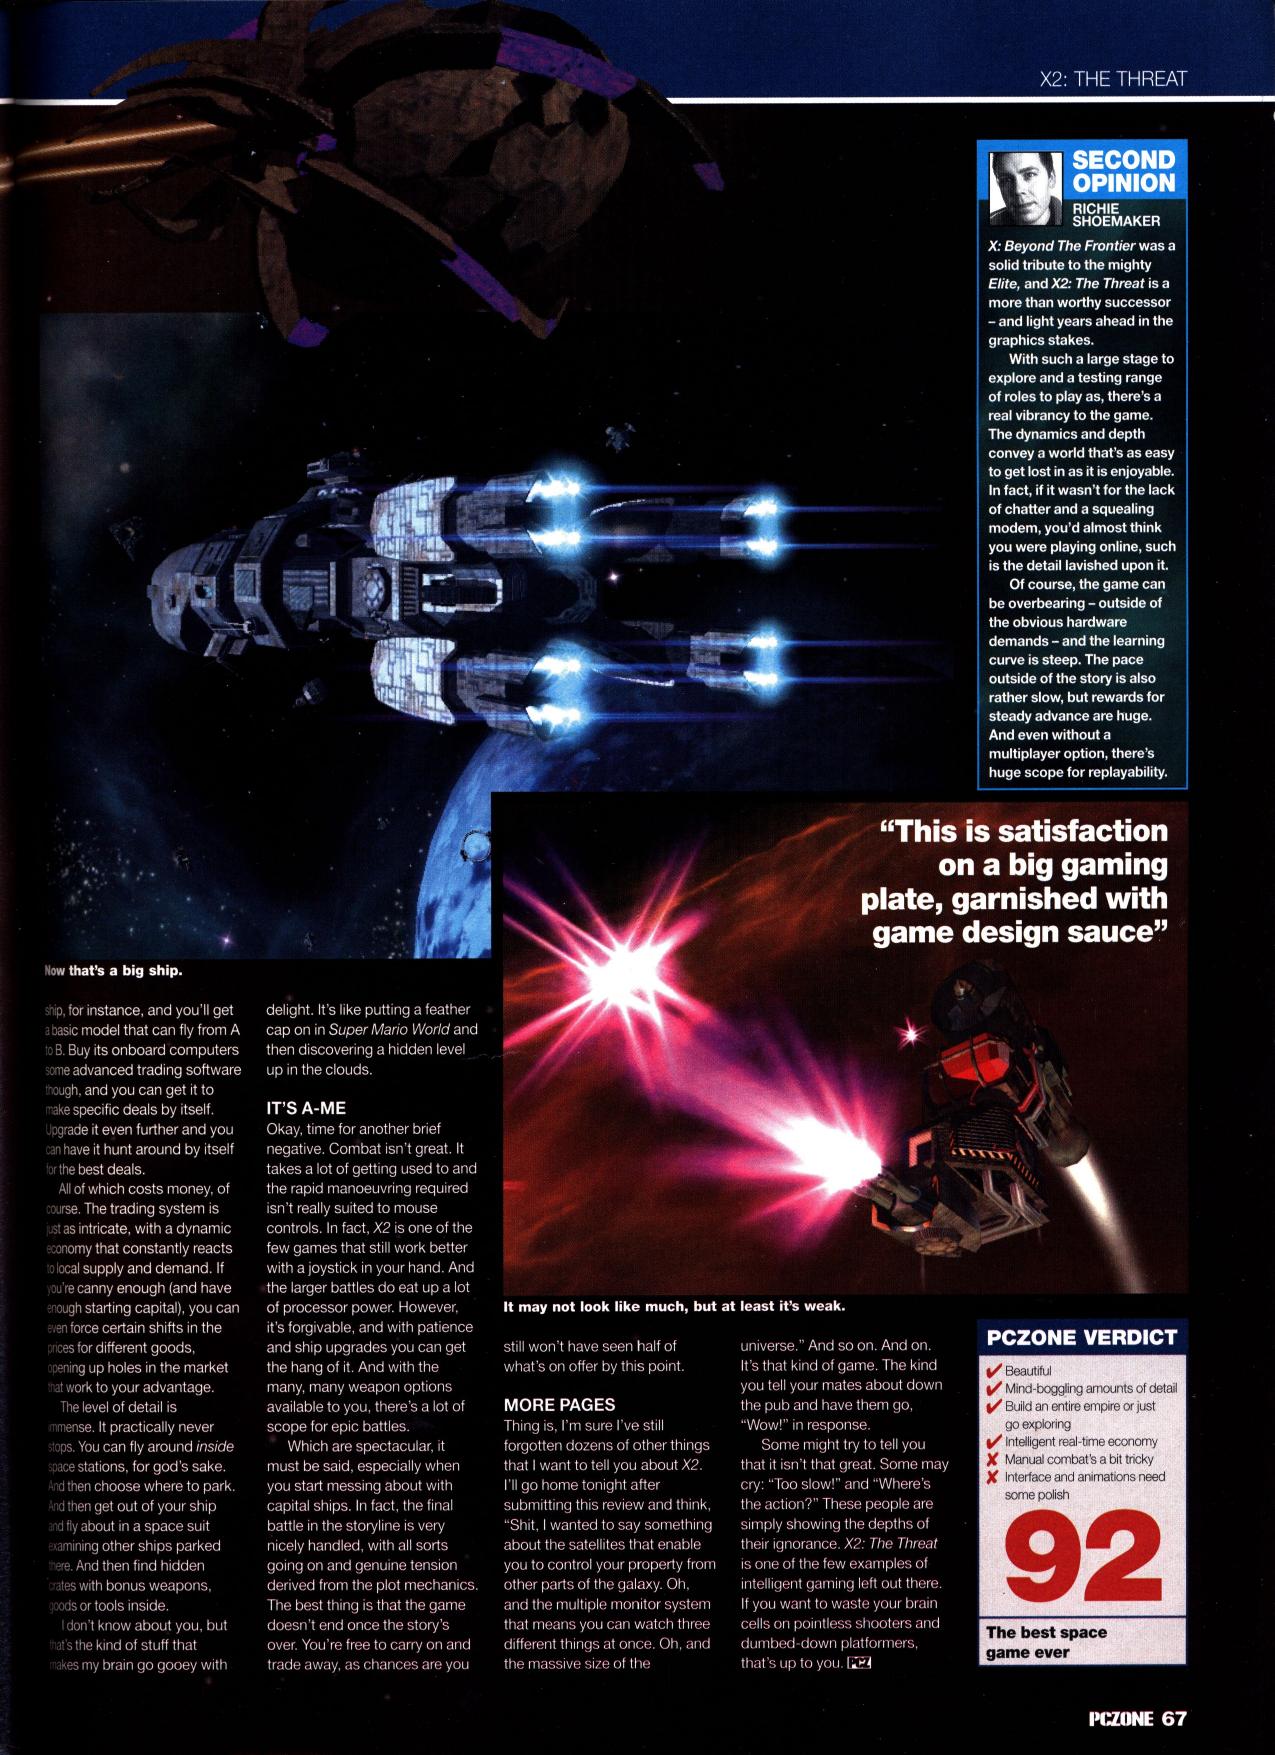 X2: THE THREAT
SECOND
OPINION
RICHIE
SHOEMAKER
X: Beyond The Frontier was a
solid tribute to the mighty
Elite, and X2: The Threat is a
more than worthy successor
– and light years ahead in the
graphics stakes.
With such a large stage to
explore and a testing range
of roles to play as, there's a
real vibrancy to the game.
The dynamics and depth
convey a world that's as easy
to get lost in as it is enjoyable.
In fact, if it wasn't for the lack
of chatter and a squealing
modem, you'd almost think
you were playing online, such
is the detail lavished upon it.
Of course, the game can
be overbearing – outside of
the obvious hardware
demands – and the learning
curve is steep. The pace
outside of the story is also
rather slow, but rewards for
steady advance are huge.
And even without a
multiplayer option, there's
huge scope for replayability.
"This is satisfaction
on a big gaming
plate, garnished with
game design sauce"
Now that's a big ship.
ship, for instance, and you'll get
a basic model that can fly from A
to B. Buy its onboard computers
some advanced trading software
though, and you can get it to
make specific deals by itself.
Upgrade it even further and you
can have it hunt around by itself
for the best deals.
All of which costs money, of
course. The trading system is
just as intricate, with a dynamic
economy that constantly reacts
to local supply and demand. If
you're canny enough (and have
enough starting capital), you can
even force certain shifts in the
prices for different goods,
opening up holes in the market
that work to your advantage.
The level of detail is
immense. It practically never
stops. You can fly around inside
space stations, for god's sake.
And then choose where to park.
And then get out of your ship
and fly about in a space suit
examining other ships parked
there. And then find hidden
crates with bonus weapons,
goods or tools inside.
I don't know about you, but
that's the kind of stuff that
makes my brain go gooey with
delight. It's like putting a feather
cap on in Super Mario World and
then discovering a hidden level
up in the clouds.
IT'S A-ME
Okay, time for another brief
negative. Combat isn't great. It
takes a lot of getting used to and
the rapid manoeuvring required
isn't really suited to mouse
controls. In fact, X2 is one of the
few games that still work better
with a joystick in your hand. And
the larger battles do eat up a lot
of processor power. However,
it's forgivable, and with patience
and ship upgrades you can get
the hang of it. And with the
many, many weapon options
available to you, there's a lot of
scope for epic battles.
Which are spectacular, it
must be said, especially when
you start messing about with
capital ships. In fact, the final
battle in the storyline is very
nicely handled, with all sorts
going on and genuine tension
derived from the plot mechanics.
The best thing is that the game
doesn't end once the story's
over. You're free to carry on and
trade away, as chances are you
It may not look like much, but at least it's weak.
still won't have seen half of
what's on offer by this point.
MORE PAGES
Thing is, I'm sure I've still
forgotten dozens of other things
that I want to tell you about X2.
I'll go home tonight after
submitting this review and think,
"Shit, I wanted to say something
about the satellites that enable
you to control your property from
other parts of the galaxy. Oh,
and the multiple monitor system
that means you can watch three
different things at once. Oh, and
the massive size of the
universe." And so on. And on.
It's that kind of game. The kind
you tell your mates about down
the pub and have them go,
"Wow!" in response.
Some might try to tell you
that it isn't that great. Some may
cry: "Too slow!" and "Where's
the action?" These people are
simply showing the depths of
their ignorance. X2: The Threat
is one of the few examples of
intelligent gaming left out there.
If you want to waste your brain
cells on pointless shooters and
dumbed-down platformers,
that's up to you. PCZ
PCZONE VERDICT
✓ Beautiful
✓ Mind-boggling amounts of detail
✓ Build an entire empire or just
go exploring
✓ Intelligent real-time economy
✗ Manual combat's a bit tricky
✗ Interface and animations need
some polish
92
The best space
game ever
PCZONE 67